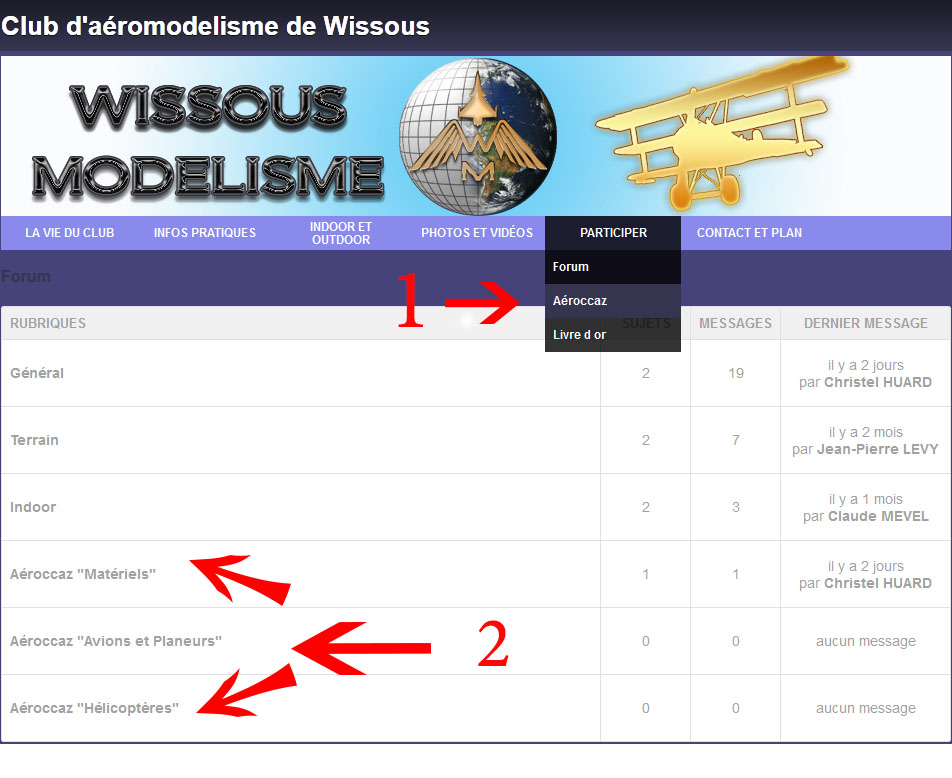 Club d'aéromodelisme de Wissous
WISSOUS
MODELISME
WM
LA VIE DU CLUB
INFOS PRATIQUES
INDOOR ET
OUTDOOR
PHOTOS ET VIDÉOS
PARTICIPER
CONTACT ET PLAN
Forum
Aéroccaz
Livre d or
Forum
1
RUBRIQUES SUJETS MESSAGES DERNIER MESSAGE
Général 2 19 il y a 2 jours
par Christel HUARD
Terrain 2 7 il y a 2 mois
par Jean-Pierre LEVY
Indoor 2 3 il y a 1 mois
par Claude MEVEL
Aéroccaz "Matériels" 1 1 il y a 2 jours
par Christel HUARD
Aéroccaz "Avions et Planeurs" 0 0 aucun message
2
Aéroccaz "Hélicoptères" 0 0 aucun message